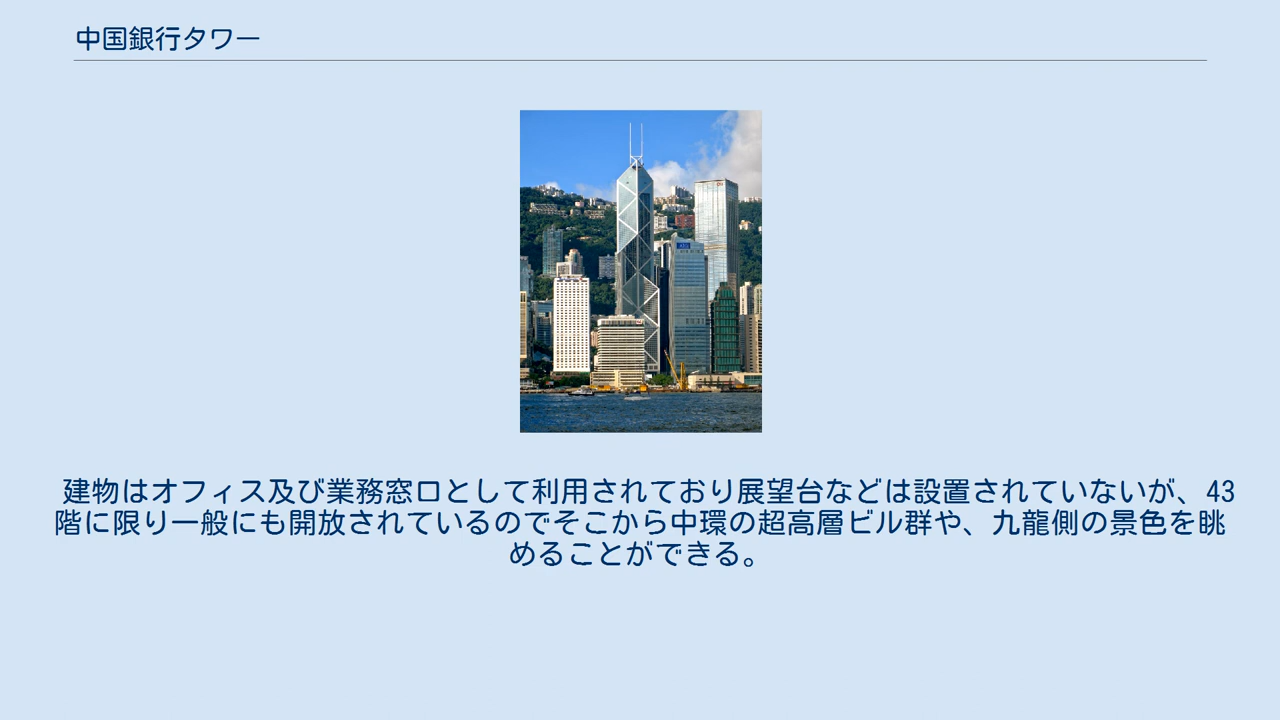 中国銀行タワー
建物はオフィス及び業務窓口として利用されており展望台などは設置されていないが、43
階に限り一般にも開放されているのでそこから中環の超高層ビル群や、九龍側の景色を眺
めることができる。